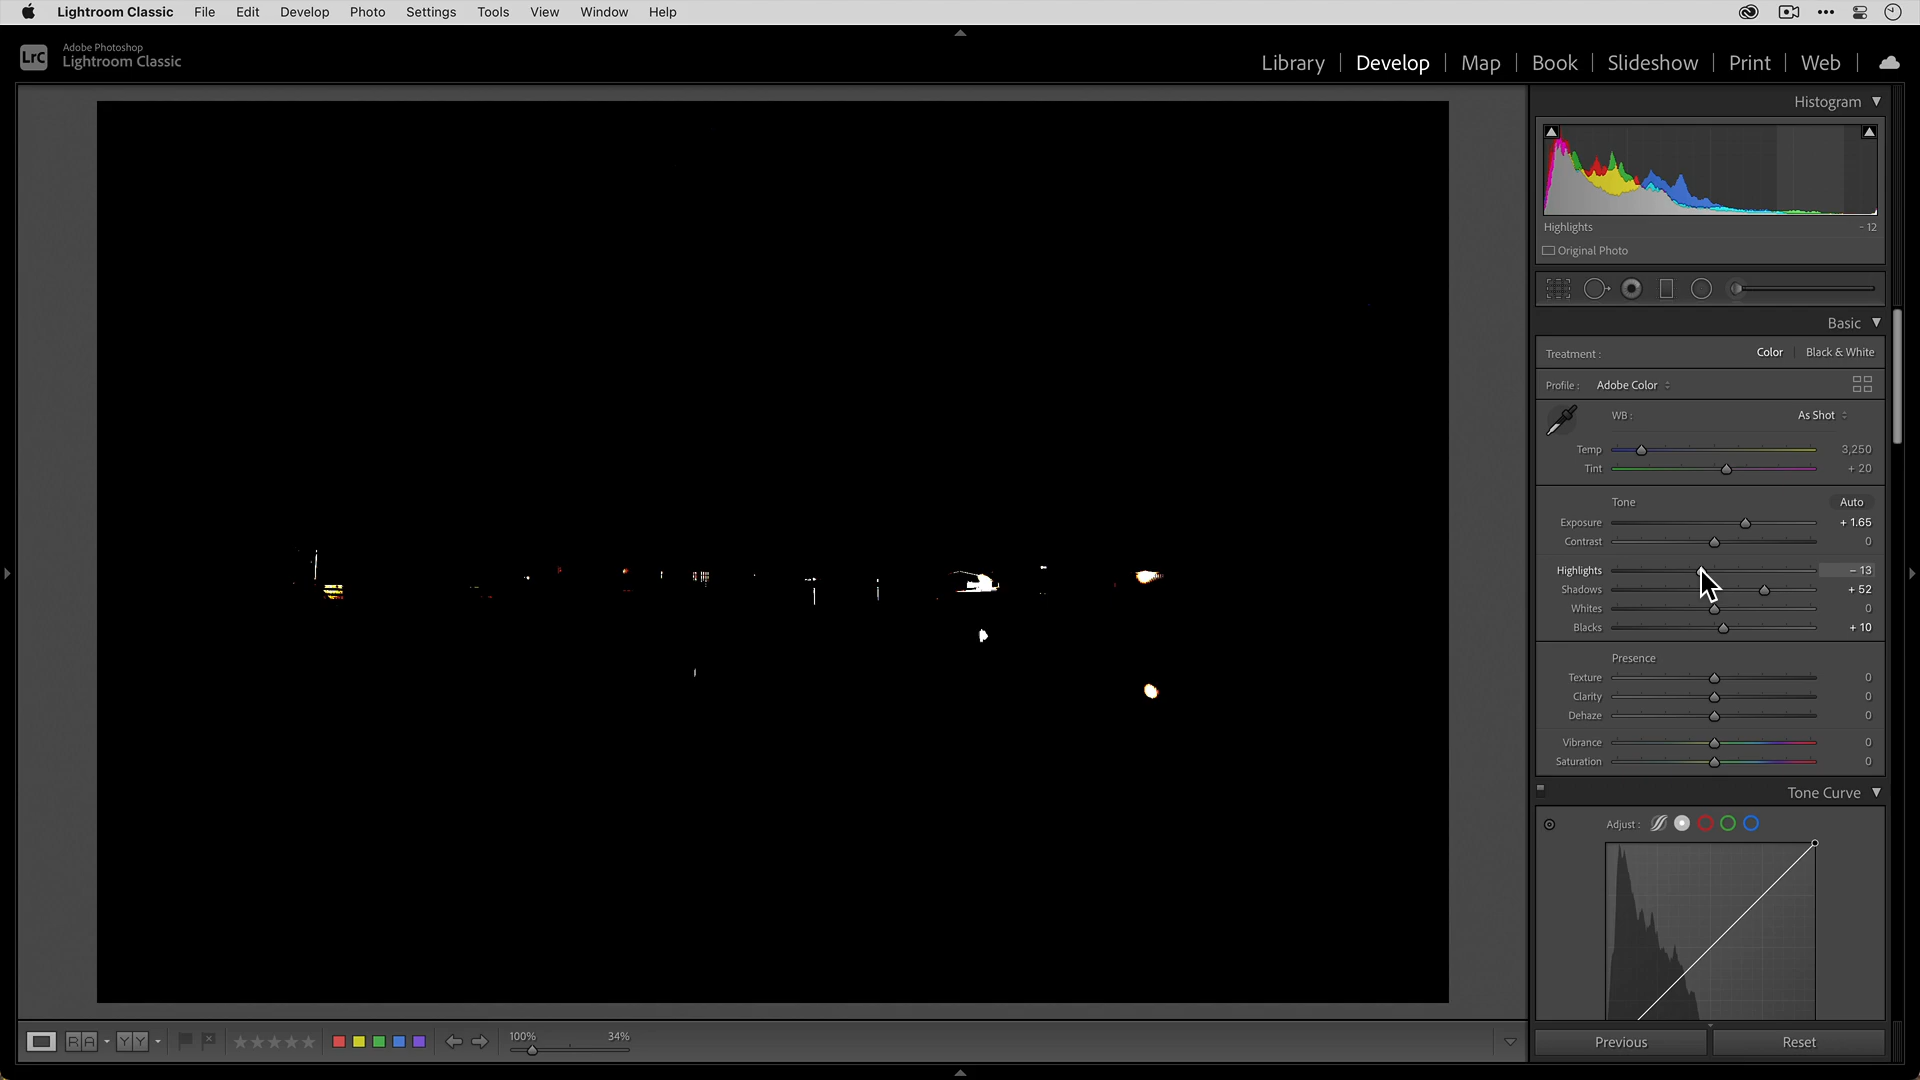 Lightroom Classic File Edit Develop Photo Settings Tools View Window Help
LrC
Adobe Photoshop
Lightroom Classic
Library | Develop | Map | Book | Slideshow | Print | Web |
Histogram
Highlights - 12
Original Photo
Basic
Treatment : Color | Black & White
Profile : Adobe Color
WB : As Shot
Temp 3,250
Tint + 20
Tone Auto
Exposure + 1.65
Contrast 0
Highlights - 13
Shadows + 52
Whites 0
Blacks + 10
Presence
Texture 0
Clarity 0
Dehaze 0
Vibrance 0
Saturation 0
Tone Curve
Adjust :
R A Y Y 100% 34%
Previous Reset